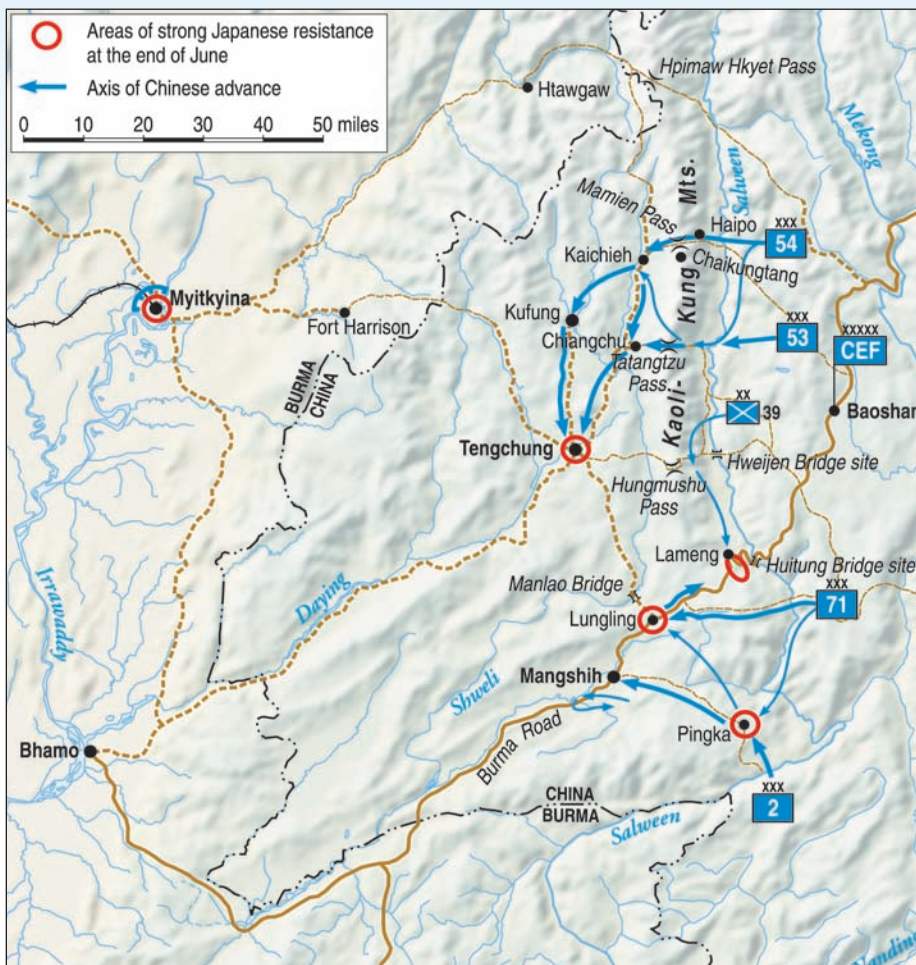 Areas of strong Japanese resistance
at the end of June
Axis of Chinese advance
0 10 20 30 40 50 miles
Hpimaw Hkyet Pass
Htawgaw
Mekong
Salween
Mamien Pass
Kaoli-Kung Mts.
Haipo
XXX
54
Kaichieh
Chaikungtang
Myitkyina
Fort Harrison
Kufung
Chiangchu
Tatangtzu
Pass
XXX
53
XXXXX
CEF
BURMA
CHINA
XX
39
Baoshan
Tengchung
Hweijen Bridge site
Hungmushu
Pass
Lameng
Huitung Bridge site
Irrawaddy
Daying
Manlao Bridge
XXX
71
Lungling
Shweli
Mangshih
Pingka
Burma Road
Bhamo
CHINA
BURMA
XXX
2
Salween